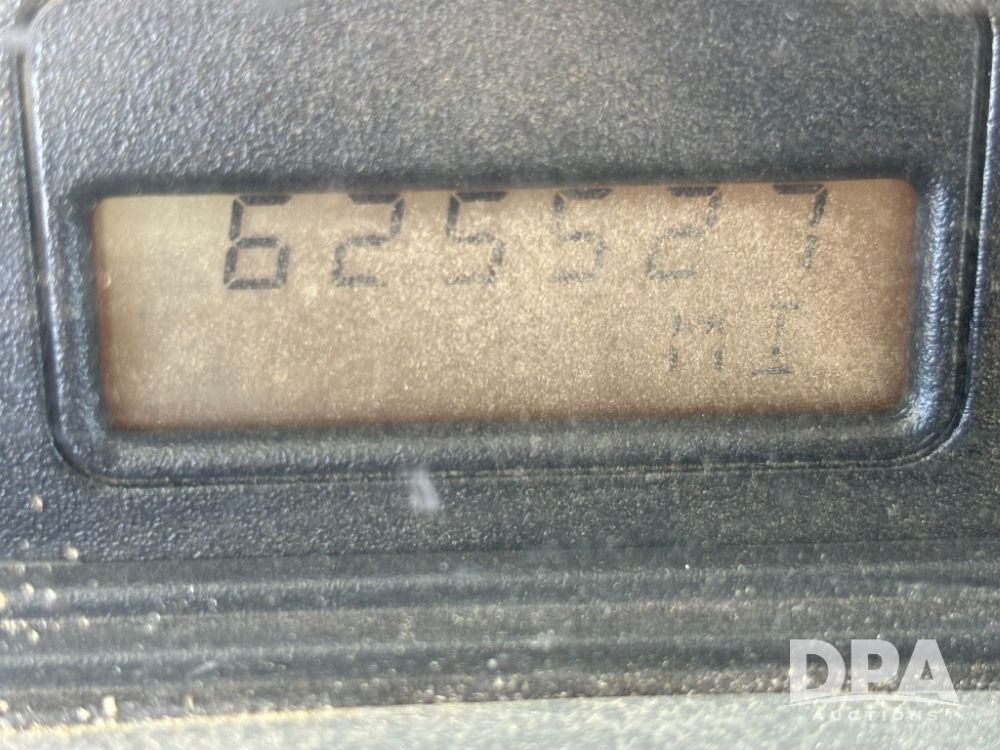 625527
MI
DPA
AUCTIONS